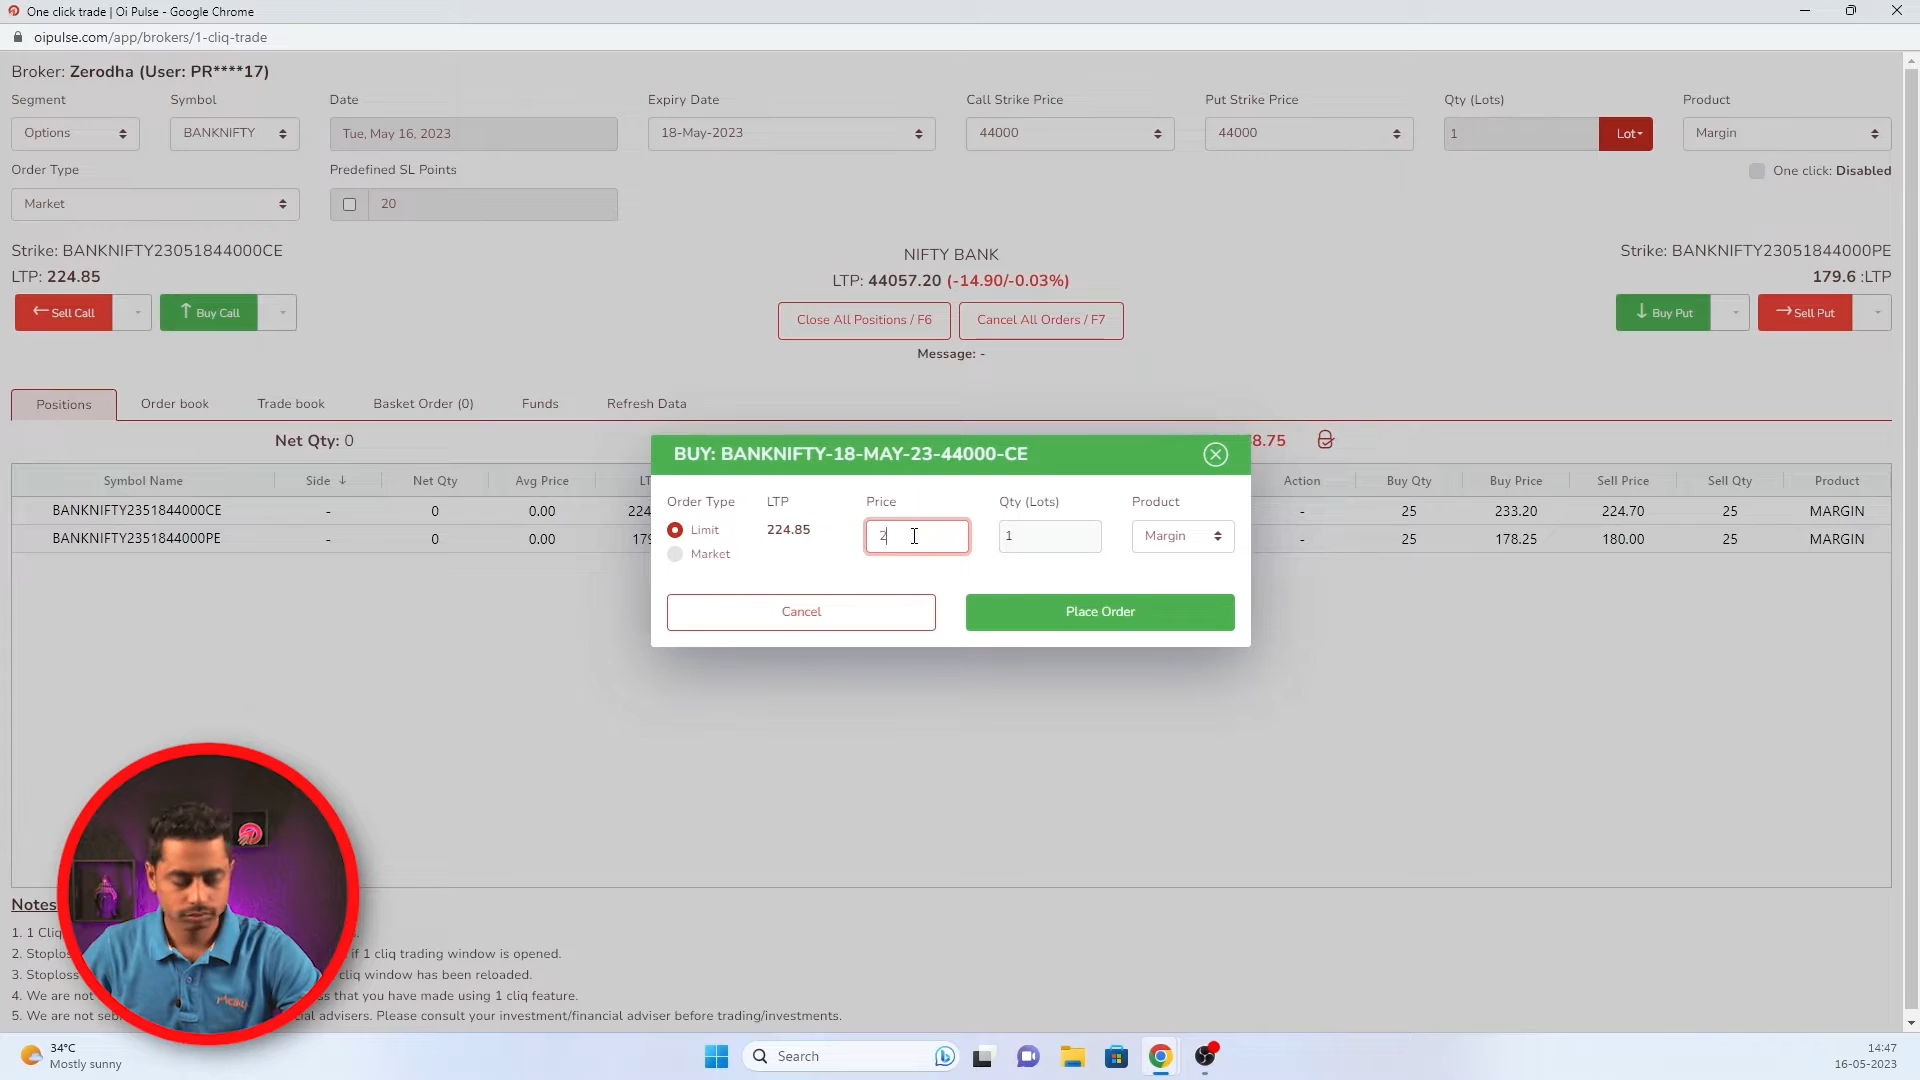 One click trade | Oi Pulse - Google Chrome
oipulse.com/app/brokers/1-cliq-trade
Broker: Zerodha (User: PR****17)
Segment Symbol Date Expiry Date Call Strike Price Put Strike Price Qty (Lots) Product
Options BANKNIFTY Tue, May 16, 2023 18-May-2023 44000 44000 1 Lot Margin
Order Type Predefined SL Points One click: Disabled
Market 20
Strike: BANKNIFTY23051844000CE NIFTY BANK Strike: BANKNIFTY23051844000PE
LTP: 224.85 LTP: 44057.20 (-14.90/-0.03%) 179.6 :LTP
Sell Call Buy Call Close All Positions / F6 Cancel All Orders / F7 Buy Put Sell Put
Message: -
Positions Order book Trade book Basket Order (0) Funds Refresh Data
Net Qty: 0 8.75
BUY: BANKNIFTY-18-MAY-23-44000-CE
Symbol Name Side Net Qty Avg Price LT Action Buy Qty Buy Price Sell Price Sell Qty Product
BANKNIFTY2351844000CE - 0 0.00 224 - 25 233.20 224.70 25 MARGIN
BANKNIFTY2351844000PE - 0 0.00 179 - 25 178.25 180.00 25 MARGIN
Order Type LTP Price Qty (Lots) Product
Limit 224.85 2 1 Margin
Market
Cancel Place Order
Notes
1. 1 Cliq
2. Stoplos if 1 cliq trading window is opened.
3. Stoploss cliq window has been reloaded.
4. We are not ss that you have made using 1 cliq feature.
5. We are not seb ial advisers. Please consult your investment/financial adviser before trading/investments.
34°C
Mostly sunny
Search
14:47
16-05-2023